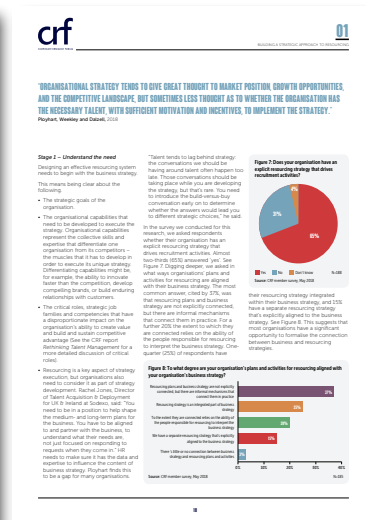 crf
CORPORATE RESEARCH FORUM
01
BUILDING A STRATEGIC APPROACH TO RESOURCING
"ORGANISATIONAL STRATEGY TENDS TO GIVE GREAT THOUGHT TO MARKET POSITION, GROWTH OPPORTUNITIES,
AND THE COMPETITIVE LANDSCAPE, BUT SOMETIMES LESS THOUGHT AS TO WHETHER THE ORGANISATION HAS
THE NECESSARY TALENT, WITH SUFFICIENT MOTIVATION AND INCENTIVES, TO IMPLEMENT THE STRATEGY."
Ployhart, Weekley and Dalzell, 2018
Stage 1 – Understand the need
Designing an effective resourcing system
needs to begin with the business strategy.
This means being clear about the
following.
• The strategic goals of the
organisation.
• The organisational capabilities that
need to be developed to execute the
strategy. Organisational capabilities
represent the collective skills and
expertise that differentiate one
organisation from its competitors –
the muscles that it has to develop in
order to execute its unique strategy.
Differentiating capabilities might be,
for example, the ability to innovate
faster than the competition, develop
compelling brands, or build enduring
relationships with customers.
• The critical roles, strategic job
families and competencies that have
a disproportionate impact on the
organisation's ability to create value
and build and sustain competitive
advantage (See the CRF report
Rethinking Talent Management for a
more detailed discussion of critical
roles).
• Resourcing is a key aspect of strategy
execution, but organisations also
need to consider it as part of strategy
development. Rachel Jones, Director
of Talent Acquisition & Deployment
for UK & Ireland at Sodexo, said: "You
need to be in a position to help shape
the medium- and long-term plans for
the business. You have to be aligned
to and partner with the business, to
understand what their needs are,
not just focused on responding to
requests when they come in." HR
needs to make sure it has the data and
expertise to influence the content of
business strategy. Ployhart finds this
to be a gap for many organisations.
"Talent tends to lag behind strategy:
the conversations we should be
having around talent often happen too
late. Those considerations should be
taking place while you are developing
the strategy, but that's rare. You need
to introduce the build-versus-buy
conversation early on to determine
whether the answers would lead you
to different strategic choices," he said.
In the survey we conducted for this
research, we asked respondents
whether their organisation has an
explicit resourcing strategy that
drives recruitment activities. Almost
two-thirds (65%) answered 'yes'. See
Figure 7. Digging deeper, we asked in
what ways organisations' plans and
activities for resourcing are aligned
with their business strategy. The most
common answer, cited by 37%, was
that resourcing plans and business
strategy are not explicitly connected,
but there are informal mechanisms
that connect them in practice. For a
further 20% the extent to which they
are connected relies on the ability of
the people responsible for resourcing
to interpret the business strategy. One-
quarter (25%) of respondents have
Figure 7: Does your organisation have an
explicit resourcing strategy that drives
recruitment activities?
4%
31%
65%
Yes No Don't know
Source: CRF member survey, May 2018
their resourcing strategy integrated
within their business strategy; and 15%
have a separate resourcing strategy
that's explicitly aligned to the business
strategy. See Figure 8. This suggests that
most organisations have a significant
opportunity to formalise the connection
between business and resourcing
strategies.
Figure 8: To what degree are your organisation's plans and activities for resourcing aligned with
your organisation's business strategy?
Resourcing plans and business strategy are not explicitly
connected, but there are informal mechanisms that
connect them in practice
37%
Resourcing strategy is an integrated part of business
strategy
25%
To the extent they are connected relies on the ability of
the people responsible for resourcing to interpret the
business strategy
20%
We have a separate resourcing strategy that's explicitly
aligned to the business strategy
15%
There's little or no connection between business
strategy and resourcing plans and activities
3%
0% 10% 20% 30% 40%
Source: CRF member survey, May 2018